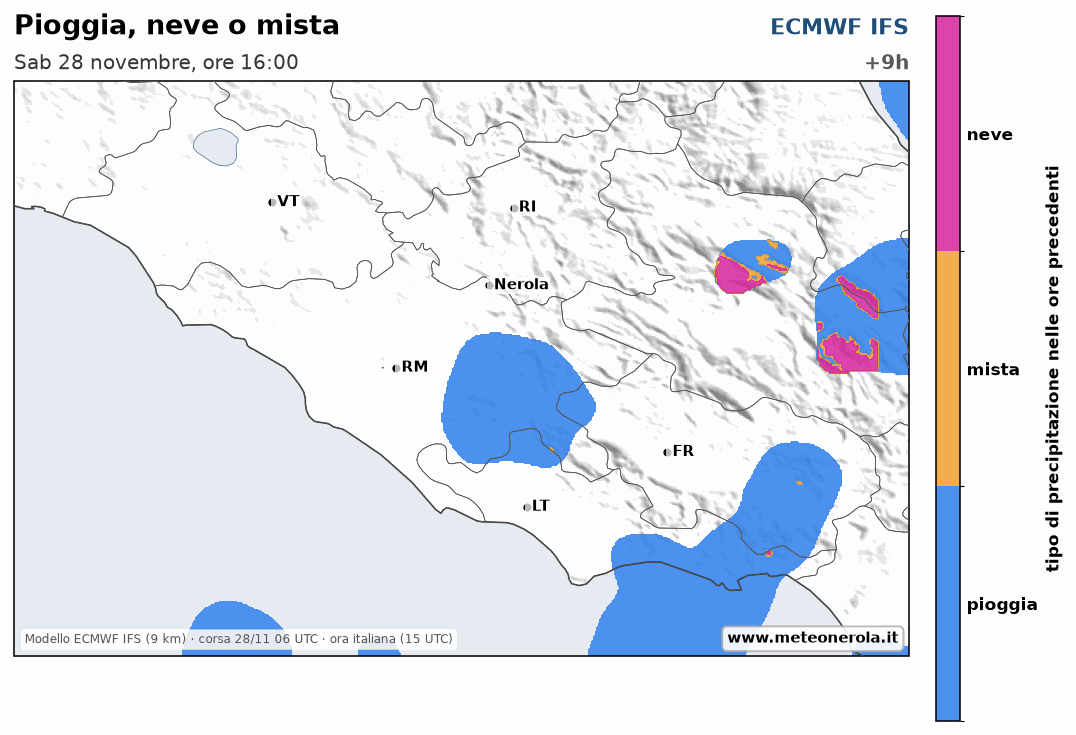 Pioggia, neve o mista
ECMWF IFS
Sab 28 novembre, ore 16:00
+9h
VT
RI
Nerola
RM
FR
LT
Modello ECMWF IFS (9 km) · corsa 28/11 06 UTC · ora italiana (15 UTC)
www.meteonerola.it
neve
mista
pioggia
tipo di precipitazione nelle ore precedenti